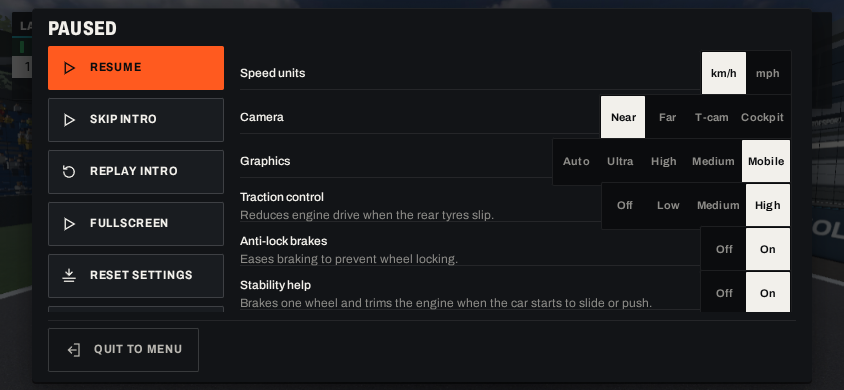 PAUSED
RESUME
SKIP INTRO
REPLAY INTRO
FULLSCREEN
RESET SETTINGS
QUIT TO MENU
Speed units
km/h mph
Camera
Near Far T-cam Cockpit
Graphics
Auto Ultra High Medium Mobile
Traction control
Reduces engine drive when the rear tyres slip.
Off Low Medium High
Anti-lock brakes
Eases braking to prevent wheel locking.
Off On
Stability help
Brakes one wheel and trims the engine when the car starts to slide or push.
Off On